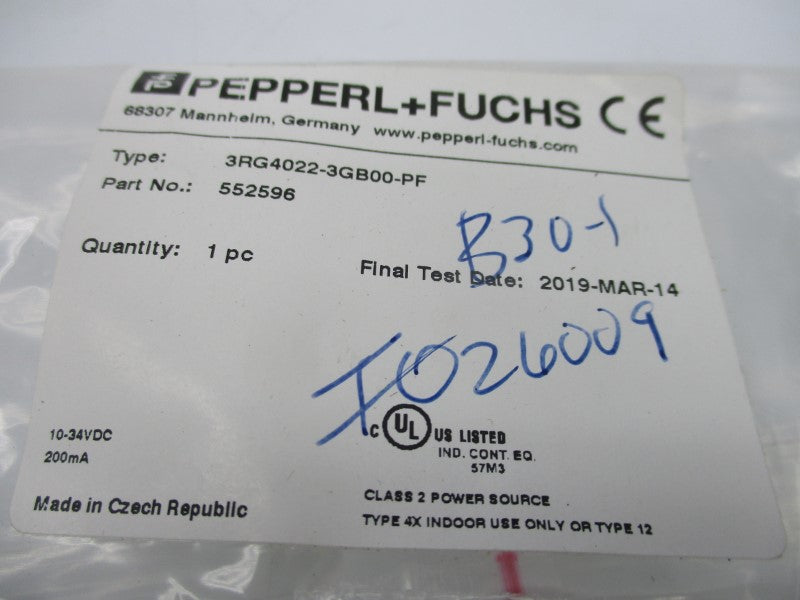 PEPPERL+FUCHS CE
68307 Mannheim, Germany www.pepperl-fuchs.com
Type: 3RG4022-3GB00-PF
Part No.: 552596
B30-1
Quantity: 1 pc
Final Test Date: 2019-MAR-14
I026009
10-34VDC
200mA
c UL US LISTED
IND. CONT. EQ.
57M3
Made in Czech Republic
CLASS 2 POWER SOURCE
TYPE 4X INDOOR USE ONLY OR TYPE 12